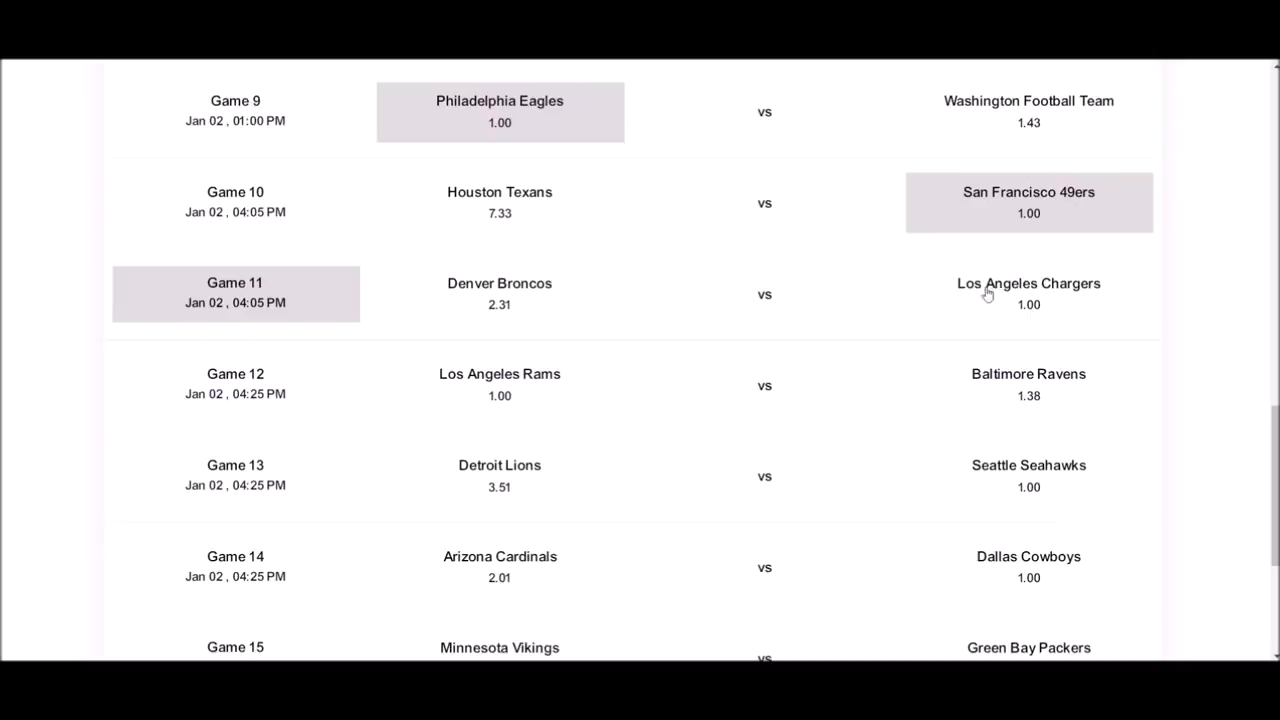 Game 9
Jan 02 , 01:00 PM
Philadelphia Eagles
1.00
vs
Washington Football Team
1.43
Game 10
Jan 02 , 04:05 PM
Houston Texans
7.33
vs
San Francisco 49ers
1.00
Game 11
Jan 02 , 04:05 PM
Denver Broncos
2.31
vs
Los Angeles Chargers
1.00
Game 12
Jan 02 , 04:25 PM
Los Angeles Rams
1.00
vs
Baltimore Ravens
1.38
Game 13
Jan 02 , 04:25 PM
Detroit Lions
3.51
vs
Seattle Seahawks
1.00
Game 14
Jan 02 , 04:25 PM
Arizona Cardinals
2.01
vs
Dallas Cowboys
1.00
Game 15
Minnesota Vikings
vs
Green Bay Packers